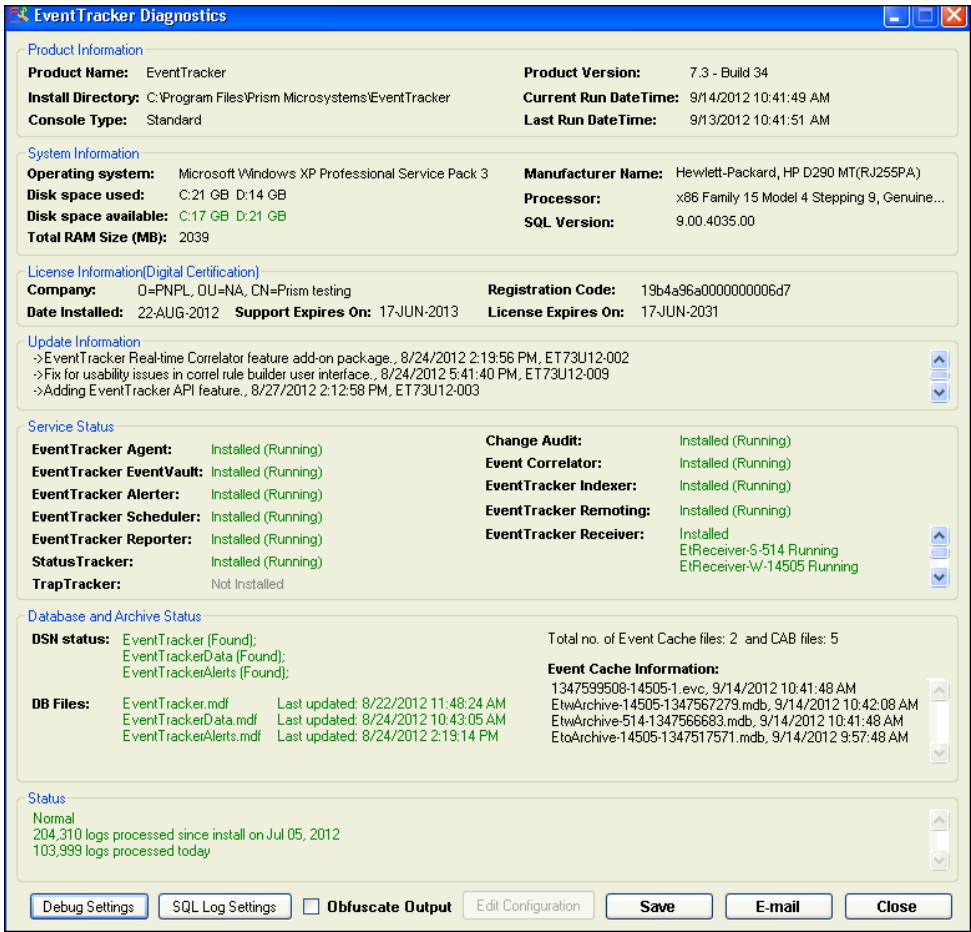 EventTracker Diagnostics
Product Information
Product Name: EventTracker
Product Version: 7.3 - Build 34
Install Directory: C:\Program Files\Prism Microsystems\EventTracker
Current Run DateTime: 9/14/2012 10:41:49 AM
Console Type: Standard
Last Run DateTime: 9/13/2012 10:41:51 AM
System Information
Operating system: Microsoft Windows XP Professional Service Pack 3
Manufacturer Name: Hewlett-Packard, HP D290 MT(RJ255PA)
Disk space used: C:21 GB D:14 GB
Processor: x86 Family 15 Model 4 Stepping 9, Genuine...
Disk space available: C:17 GB D:21 GB
SQL Version: 9.00.4035.00
Total RAM Size (MB): 2039
License Information(Digital Certification)
Company: O=PNPL, OU=NA, CN=Prism testing
Registration Code: 19b4a96a0000000006d7
Date Installed: 22-AUG-2012 Support Expires On: 17-JUN-2013
License Expires On: 17-JUN-2031
Update Information
->EventTracker Real-time Correlator feature add-on package., 8/24/2012 2:19:56 PM, ET73U12-002
->Fix for usability issues in correl rule builder user interface., 8/24/2012 5:41:40 PM, ET73U12-009
->Adding EventTracker API feature., 8/27/2012 2:12:58 PM, ET73U12-003
Service Status
EventTracker Agent: Installed (Running)
EventTracker EventVault: Installed (Running)
EventTracker Alerter: Installed (Running)
EventTracker Scheduler: Installed (Running)
EventTracker Reporter: Installed (Running)
StatusTracker: Installed (Running)
TrapTracker: Not Installed
Change Audit: Installed (Running)
Event Correlator: Installed (Running)
EventTracker Indexer: Installed (Running)
EventTracker Remoting: Installed (Running)
EventTracker Receiver: Installed
EtReceiver-S-514 Running
EtReceiver-W-14505 Running
Database and Archive Status
DSN status: EventTracker (Found);
EventTrackerData (Found);
EventTrackerAlerts (Found);
DB Files: EventTracker.mdf Last updated: 8/22/2012 11:48:24 AM
EventTrackerData.mdf Last updated: 8/24/2012 10:43:05 AM
EventTrackerAlerts.mdf Last updated: 8/24/2012 2:19:14 PM
Total no. of Event Cache files: 2 and CAB files: 5
Event Cache Information:
1347599508-14505-1.evc, 9/14/2012 10:41:48 AM
EtwArchive-14505-1347567279.mdb, 9/14/2012 10:42:08 AM
EtwArchive-514-1347566683.mdb, 9/14/2012 10:41:48 AM
EtaArchive-14505-1347517571.mdb, 9/14/2012 9:57:48 AM
Status
Normal
204,310 logs processed since install on Jul 05, 2012
103,999 logs processed today
Debug Settings SQL Log Settings Obfuscate Output Edit Configuration Save E-mail Close